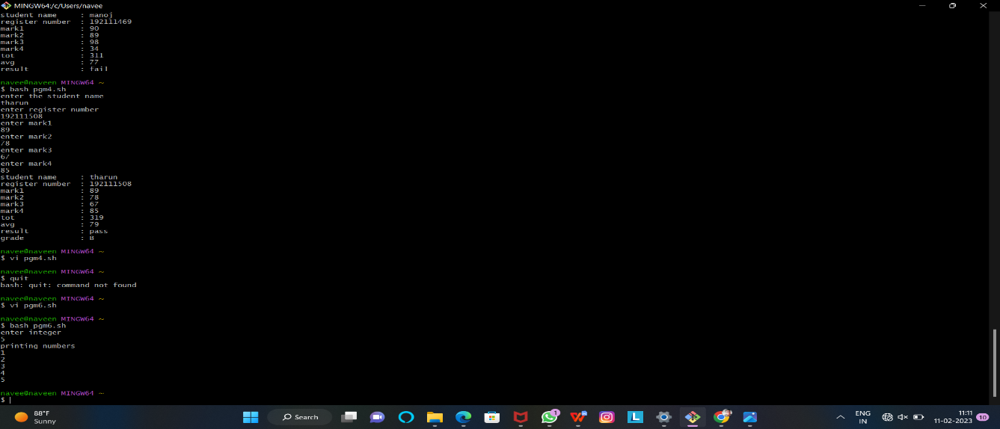 MINGW64:/c/Users/navee
student name : manoj
register number : 192111469
mark1 : 90
mark2 : 89
mark3 : 98
mark4 : 34
tot : 311
avg : 77
result : fail
navee@naveen MINGW64 ~
$ bash pgm4.sh
enter the student name
tharun
enter register number
192111508
enter mark1
89
enter mark2
78
enter mark3
67
enter mark4
85
student name : tharun
register number : 192111508
mark1 : 89
mark2 : 78
mark3 : 67
mark4 : 85
tot : 319
avg : 79
result : pass
grade : B
navee@naveen MINGW64 ~
$ vi pgm4.sh
navee@naveen MINGW64 ~
$ quit
bash: quit: command not found
navee@naveen MINGW64 ~
$ vi pgm6.sh
navee@naveen MINGW64 ~
$ bash pgm6.sh
enter integer
5
printing numbers
1
2
3
4
5
navee@naveen MINGW64 ~
$
88°F
Sunny
Search
L
1
ENG
IN
11:11
11-02-2023
10